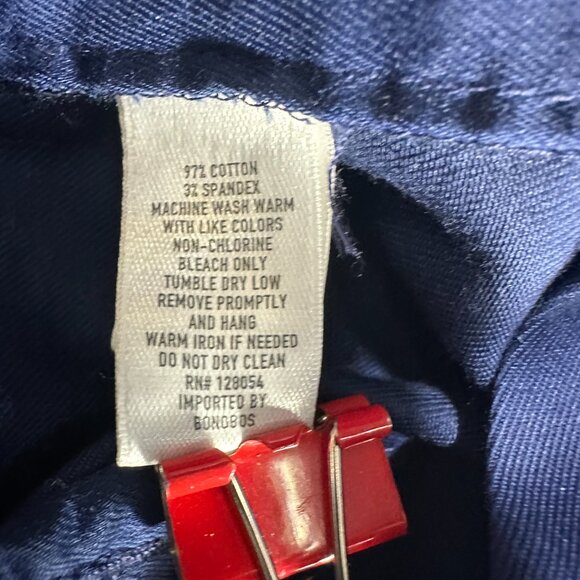 97% COTTON
3% SPANDEX
MACHINE WASH WARM
WITH LIKE COLORS
NON-CHLORINE
BLEACH ONLY
TUMBLE DRY LOW
REMOVE PROMPTLY
AND HANG
WARM IRON IF NEEDED
DO NOT DRY CLEAN
RN# 128054
IMPORTED BY
BONOBOS